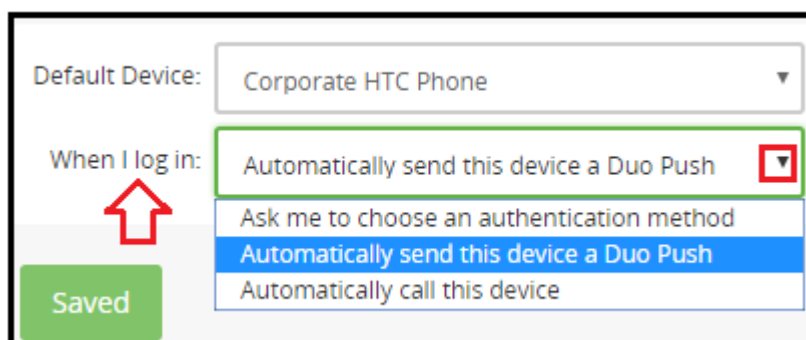 Default Device:
Corporate HTC Phone
When I log in:
Automatically send this device a Duo Push
Ask me to choose an authentication method
Automatically send this device a Duo Push
Automatically call this device
Saved